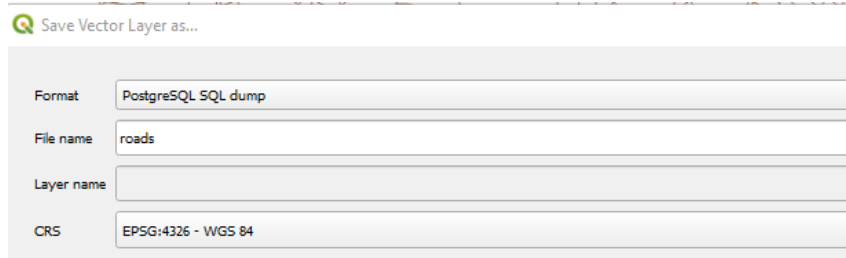 Save Vector Layer as...
Format PostgreSQL SQL dump
File name roads
Layer name
CRS EPSG:4326 - WGS 84